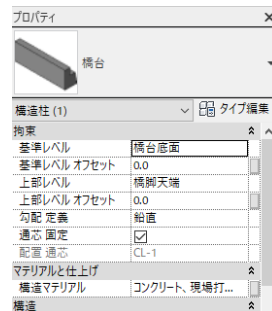 プロパティ
橋台
構造柱 (1) タイプ編集
拘束
基準レベル 橋台底面
基準レベル オフセット 0.0
上部レベル 橋脚天端
上部レベル オフセット 0.0
勾配 定義 鉛直
通芯 固定
配置 通芯 CL-1
マテリアルと仕上げ
構造マテリアル コンクリート、現場打...
構造